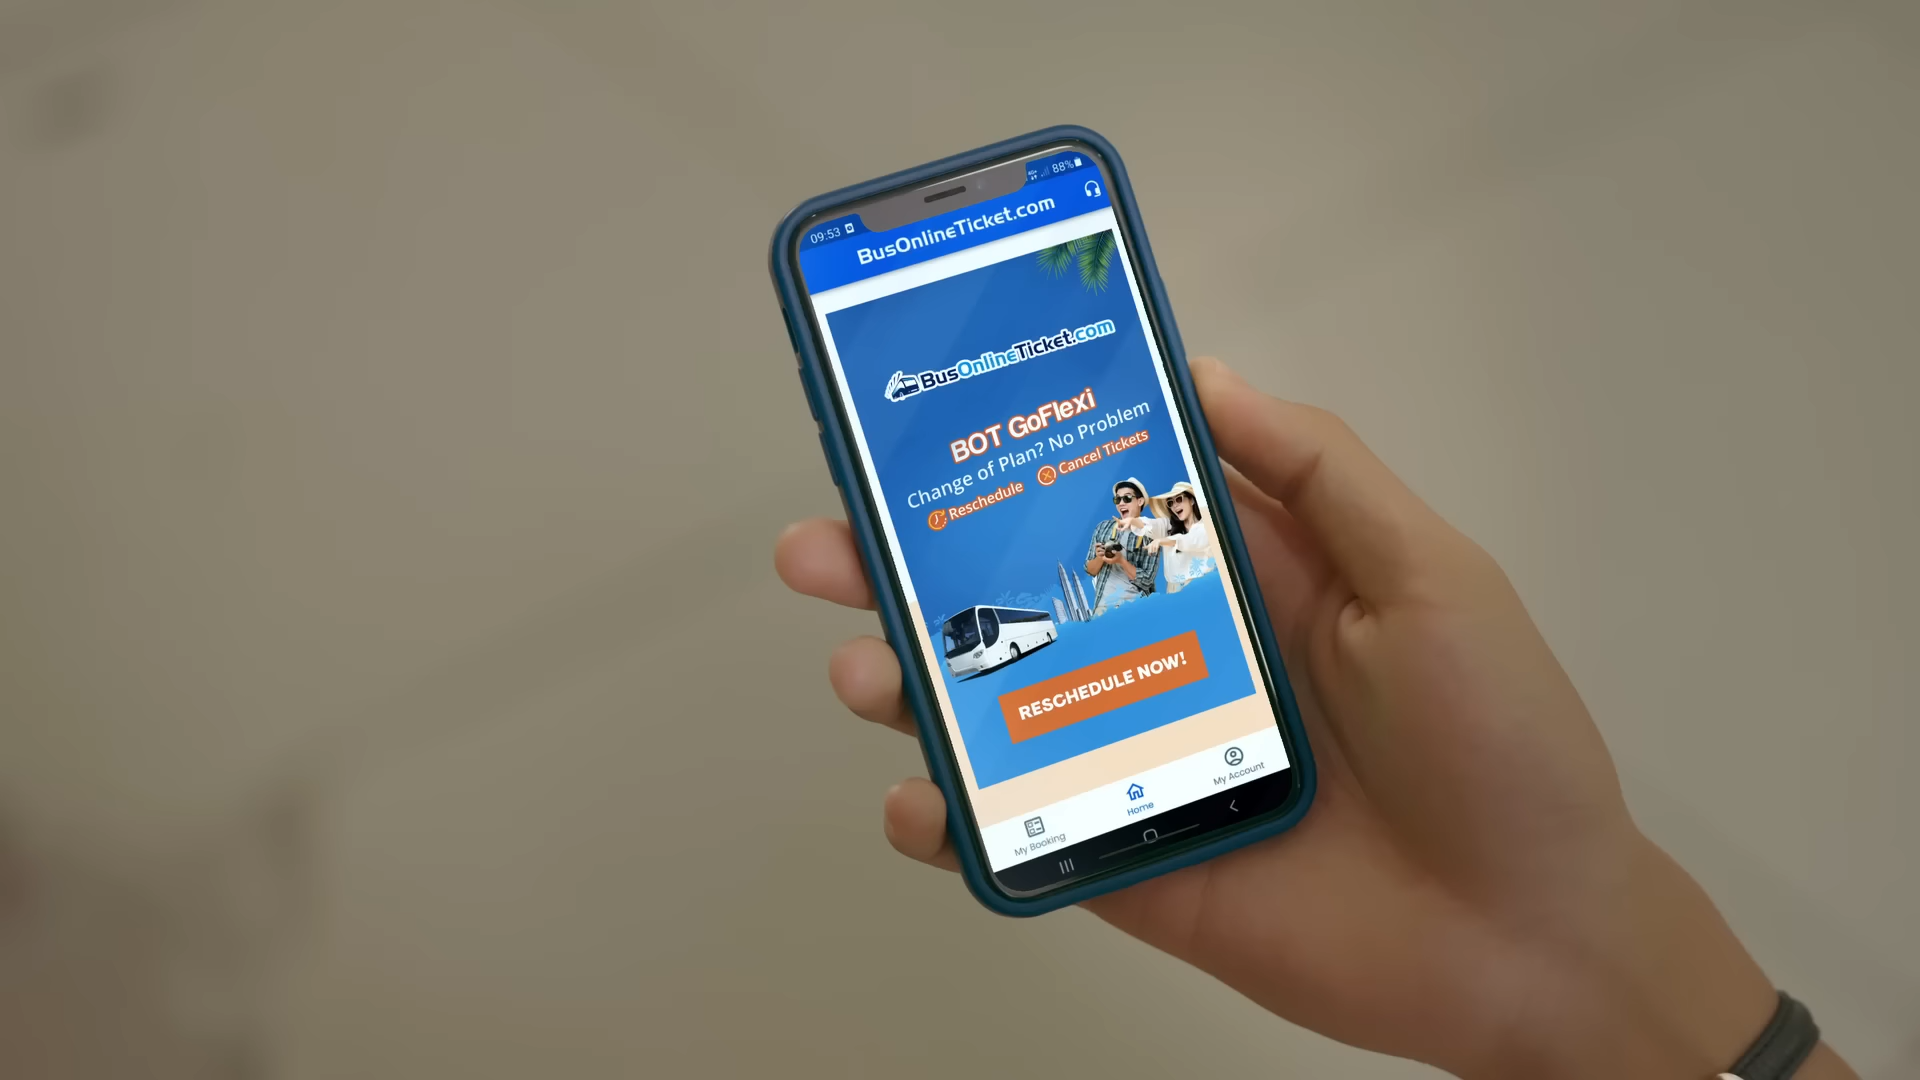 09:53
88%
BusOnlineTicket.com
BusOnlineTicket.com
BOT GoFlexi
Change of Plan? No Problem
Reschedule Cancel Tickets
RESCHEDULE NOW!
My Booking
Home
My Account